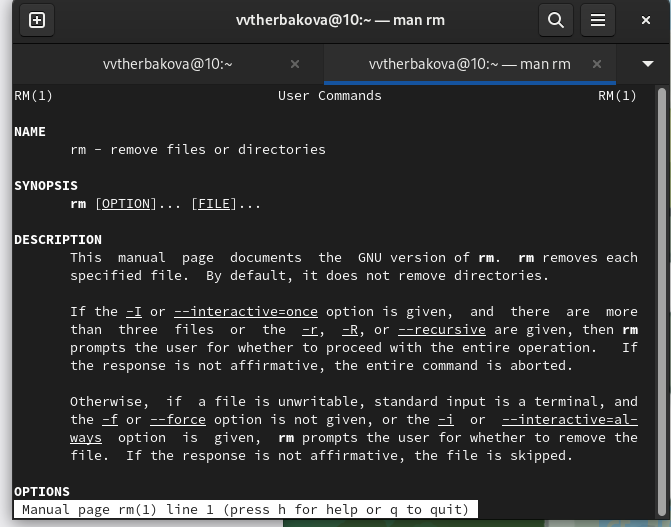 vvtherbakova@10:~ — man rm
vvtherbakova@10:~
vvtherbakova@10:~ — man rm
RM(1) User Commands RM(1)
NAME
rm - remove files or directories
SYNOPSIS
rm [OPTION]... [FILE]...
DESCRIPTION
This manual page documents the GNU version of rm. rm removes each
specified file. By default, it does not remove directories.
If the -I or --interactive=once option is given, and there are more
than three files or the -r, -R, or --recursive are given, then rm
prompts the user for whether to proceed with the entire operation. If
the response is not affirmative, the entire command is aborted.
Otherwise, if a file is unwritable, standard input is a terminal, and
the -f or --force option is not given, or the -i or --interactive=al-
ways option is given, rm prompts the user for whether to remove the
file. If the response is not affirmative, the file is skipped.
OPTIONS
Manual page rm(1) line 1 (press h for help or q to quit)